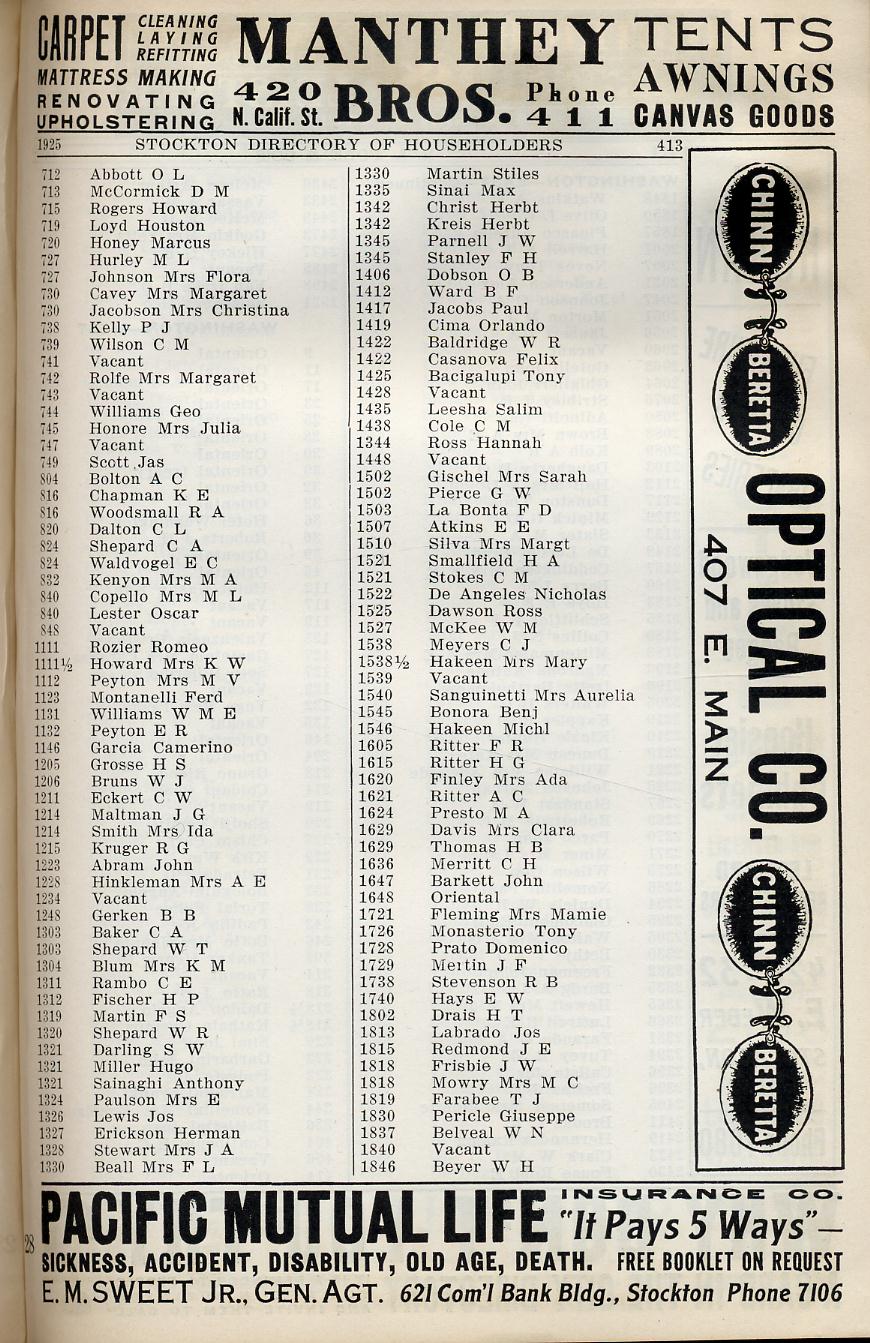 CARPET CLEANING
LAYING
REFITTING
MATTRESS MAKING
RENOVATING
UPHOLSTERING
MANTHEY
420
N. Calif. St.
BROS.
Phone
411
TENTS
AWNINGS
CANVAS GOODS
1925 STOCKTON DIRECTORY OF HOUSEHOLDERS 413
712 Abbott O L
713 McCormick D M
715 Rogers Howard
719 Loyd Houston
720 Honey Marcus
727 Hurley M L
727 Johnson Mrs Flora
730 Cavey Mrs Margaret
730 Jacobson Mrs Christina
738 Kelly P J
739 Wilson C M
741 Vacant
742 Rolfe Mrs Margaret
743 Vacant
744 Williams Geo
745 Honore Mrs Julia
747 Vacant
749 Scott Jas
804 Bolton A C
816 Chapman K E
816 Woodsmall R A
820 Dalton C L
824 Shepard C A
824 Waldvogel E C
832 Kenyon Mrs M A
840 Copello Mrs M L
840 Lester Oscar
848 Vacant
1111 Rozier Romeo
1111½ Howard Mrs K W
1112 Peyton Mrs M V
1123 Montanelli Ferd
1131 Williams W M E
1132 Peyton E R
1146 Garcia Camerino
1205 Grosse H S
1206 Bruns W J
1211 Eckert C W
1214 Maltman J G
1214 Smith Mrs Ida
1215 Kruger R G
1223 Abram John
1228 Hinkleman Mrs A E
1234 Vacant
1248 Gerken B B
1303 Baker C A
1303 Shepard W T
1304 Blum Mrs K M
1311 Rambo C E
1312 Fischer H P
1319 Martin F S
1320 Shepard W R
1321 Darling S W
1321 Miller Hugo
1321 Sainaghi Anthony
1324 Paulson Mrs E
1326 Lewis Jos
1327 Erickson Herman
1328 Stewart Mrs J A
1330 Beall Mrs F L
1330 Martin Stiles
1335 Sinai Max
1342 Christ Herbt
1342 Kreis Herbt
1345 Parnell J W
1345 Stanley F H
1406 Dobson O B
1412 Ward B F
1417 Jacobs Paul
1419 Cima Orlando
1422 Baldridge W R
1422 Casanova Felix
1425 Bacigalupi Tony
1428 Vacant
1435 Leesha Salim
1438 Cole C M
1344 Ross Hannah
1448 Vacant
1502 Gischel Mrs Sarah
1502 Pierce G W
1503 La Bonta F D
1507 Atkins E E
1510 Silva Mrs Margt
1521 Smallfield H A
1521 Stokes C M
1522 De Angeles Nicholas
1525 Dawson Ross
1527 McKee W M
1538 Meyers C J
1538½ Hakeen Mrs Mary
1539 Vacant
1540 Sanguinetti Mrs Aurelia
1545 Bonora Benj
1546 Hakeen Michl
1605 Ritter F R
1615 Ritter H G
1620 Finley Mrs Ada
1621 Ritter A C
1624 Presto M A
1629 Davis Mrs Clara
1629 Thomas H B
1636 Merritt C H
1647 Barkett John
1648 Oriental
1721 Fleming Mrs Mamie
1726 Monasterio Tony
1728 Prato Domenico
1729 Mertin J F
1738 Stevenson R B
1740 Hays E W
1802 Drais H T
1813 Labrado Jos
1815 Redmond J E
1818 Frisbie J W
1818 Mowry Mrs M C
1819 Farabee T J
1830 Pericle Giuseppe
1837 Belveal W N
1840 Vacant
1846 Beyer W H
CHINN
BERETTA
OPTICAL CO.
407 E. MAIN
CHINN
BERETTA
PACIFIC MUTUAL LIFE INSURANCE CO.
"It Pays 5 Ways"—
SICKNESS, ACCIDENT, DISABILITY, OLD AGE, DEATH. FREE BOOKLET ON REQUEST
E. M. SWEET JR., GEN. AGT. 621 Com'l Bank Bldg., Stockton Phone 7106
28